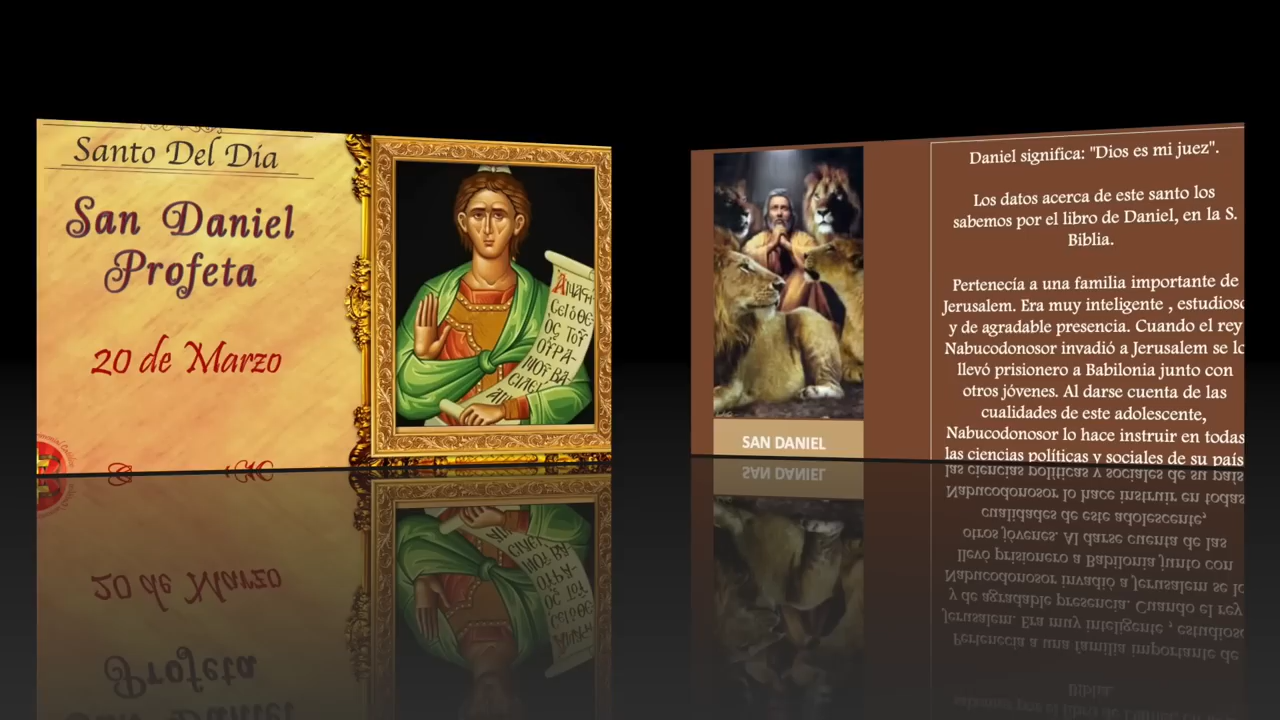 Santo Del Día
San Daniel
Profeta
20 de Marzo
SAN DANIEL
Daniel significa: "Dios es mi juez".
Los datos acerca de este santo los
sabemos por el libro de Daniel, en la S.
Biblia.
Pertenecía a una familia importante de
Jerusalem. Era muy inteligente , estudioso
y de agradable presencia. Cuando el rey
Nabucodonosor invadió a Jerusalem se lo
llevó prisionero a Babilonia junto con
otros jóvenes. Al darse cuenta de las
cualidades de este adolescente,
Nabucodonosor lo hace instruir en todas
las ciencias políticas y sociales de su país